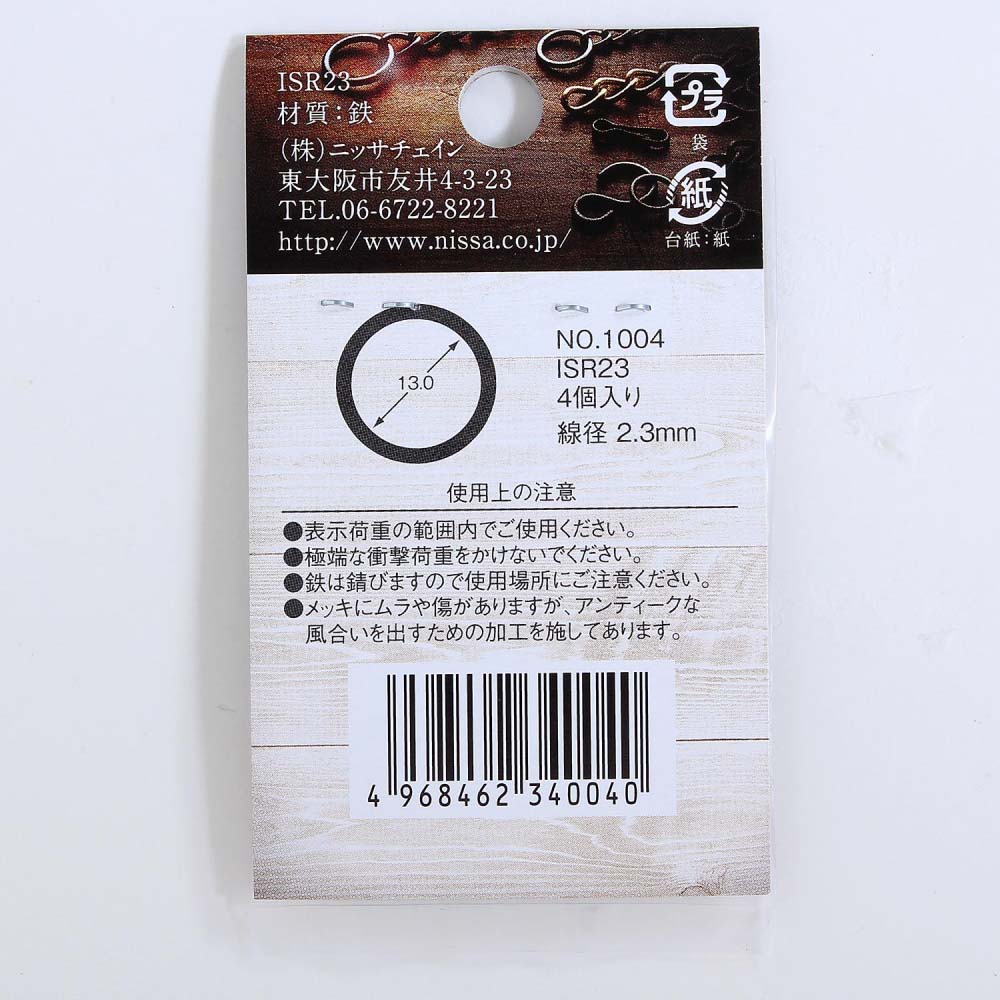 ISR23
材質：鉄
（株）ニッサチェイン
東大阪市友井4-3-23
TEL.06-6722-8221
http://www.nissa.co.jp/
プラ
袋
紙
台紙：紙
13.0
NO.1004
ISR23
4個入り
線径 2.3mm
使用上の注意
●表示荷重の範囲内でご使用ください。
●極端な衝撃荷重をかけないでください。
●鉄は錆びますので使用場所にご注意ください。
●メッキにムラや傷がありますが、アンティークな
風合いを出すための加工を施してあります。
4 968462 340040